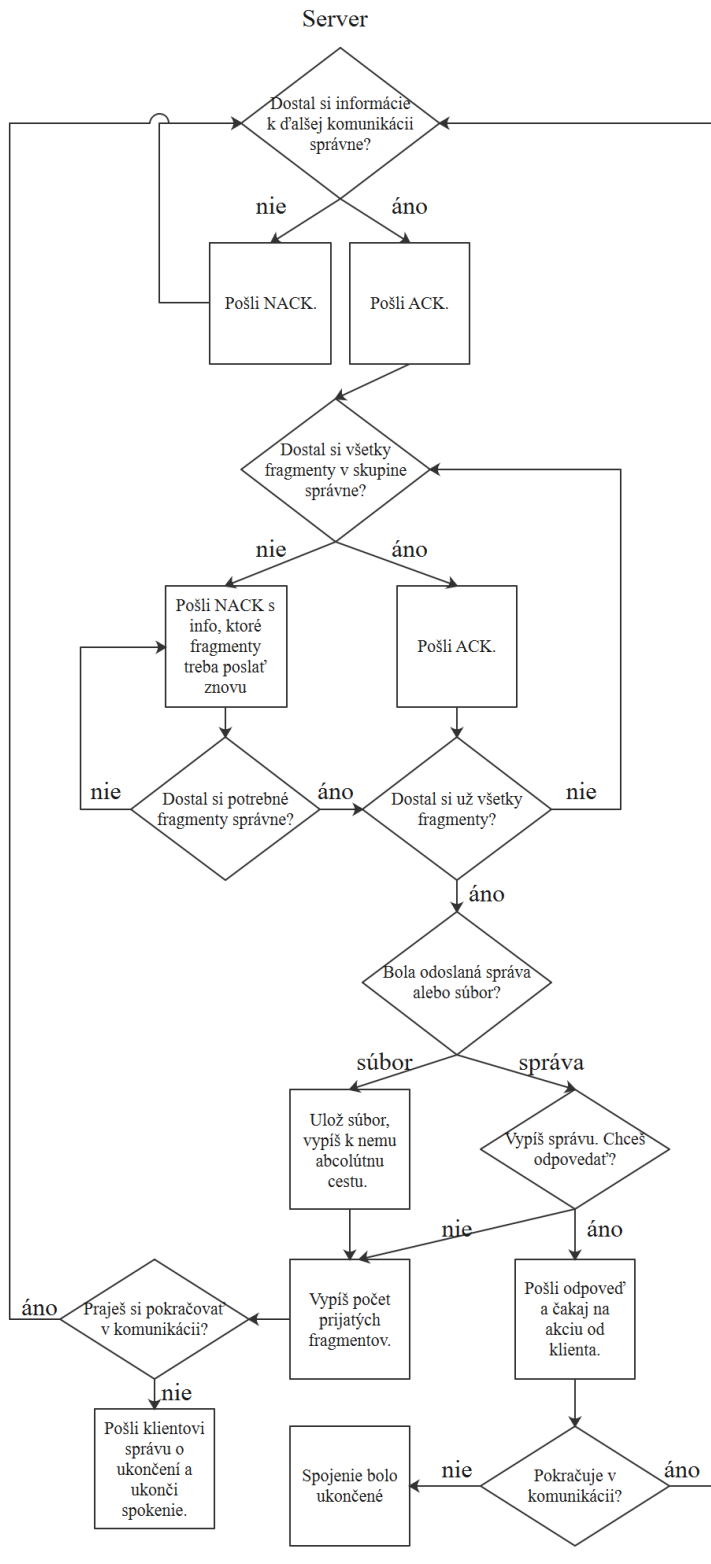 Server
Dostal si informácie
k ďalšej komunikácii
správne?
nie
áno
Pošli NACK.
Pošli ACK.
Dostal si všetky
fragmenty v skupine
správne?
nie
áno
Pošli NACK s
info, ktoré
fragmenty
treba poslať
znovu
Pošli ACK.
nie
Dostal si potrebné
fragmenty správne?
áno
Dostal si už všetky
fragmenty?
nie
áno
Bola odoslaná správa
alebo súbor?
súbor
správa
Ulož súbor,
vypíš k nemu
abcolútnu
cestu.
Vypíš správu. Chceš
odpovedať?
nie
áno
áno
Praješ si pokračovať
v komunikácii?
Vypíš počet
prijatých
fragmentov.
Pošli odpoveď
a čakaj na
akciu od
klienta.
nie
Pošli klientovi
správu o
ukončení a
ukonči
spokenie.
Spojenie bolo
ukončené
nie
Pokračuje v
komunikácii?
áno